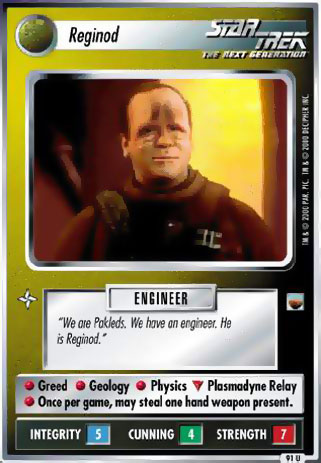 Reginod
STAR TREK
THE NEXT GENERATION
TM & © 2000 PAR. PIC. TM & © 2000 DECIPHER INC.
ENGINEER
"We are Pakleds. We have an engineer. He
is Reginod."
Greed Geology Physics Plasmadyne Relay
Once per game, may steal one hand weapon present.
INTEGRITY 5 CUNNING 4 STRENGTH 7
91 U